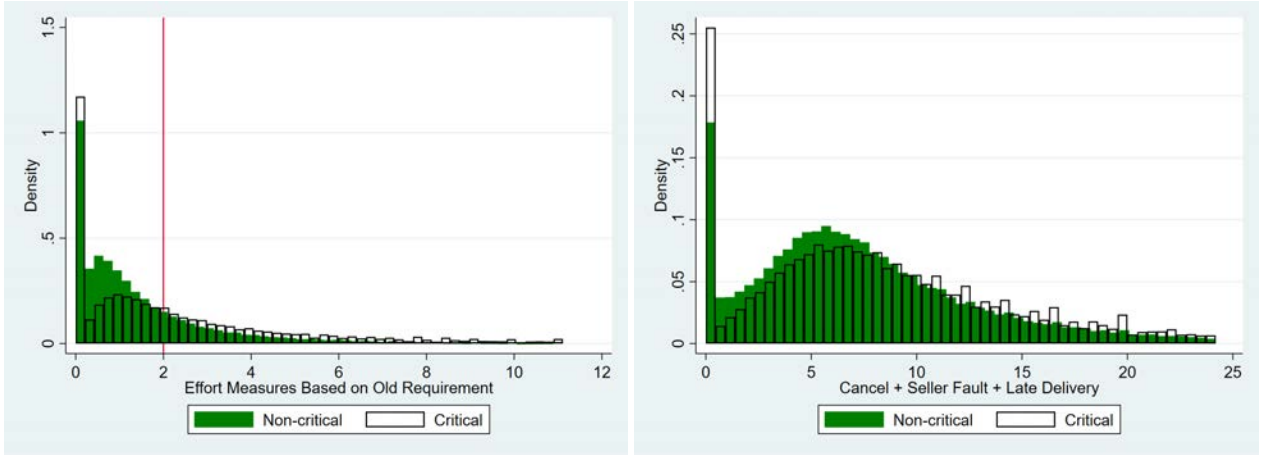 1.5
1
.5
0
Density
0 2 4 6 8 10 12
Effort Measures Based on Old Requirement
Non-critical Critical
.25
.2
.15
.1
.05
0
Density
0 5 10 15 20 25
Cancel + Seller Fault + Late Delivery
Non-critical Critical